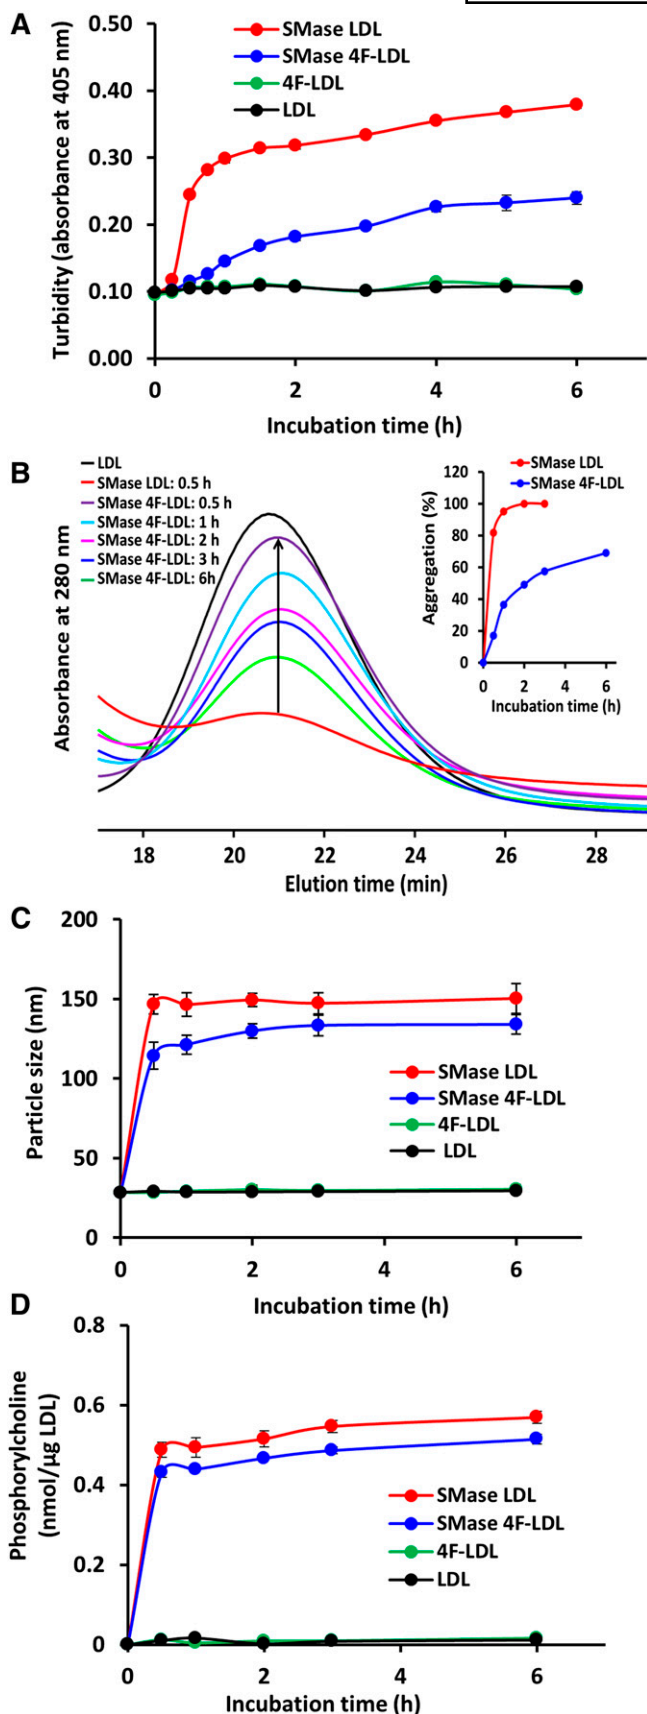 A
Turbidity (absorbance at 405 nm)
0.50
0.40
0.30
0.20
0.10
0.00
SMase LDL
SMase 4F-LDL
4F-LDL
LDL
0 2 4 6
Incubation time (h)
B
Absorbance at 280 nm
LDL
SMase LDL: 0.5 h
SMase 4F-LDL: 0.5 h
SMase 4F-LDL: 1 h
SMase 4F-LDL: 2 h
SMase 4F-LDL: 3 h
SMase 4F-LDL: 6h
18 20 22 24 26 28
Elution time (min)
SMase LDL
SMase 4F-LDL
Aggregation (%)
120
100
80
60
40
20
0
0 2 4 6
Incubation time (h)
C
Particle size (nm)
200
150
100
50
0
SMase LDL
SMase 4F-LDL
4F-LDL
LDL
0 2 4 6
Incubation time (h)
D
Phosphorylcholine
(nmol/µg LDL)
0.8
0.6
0.4
0.2
0
SMase LDL
SMase 4F-LDL
4F-LDL
LDL
0 2 4 6
Incubation time (h)